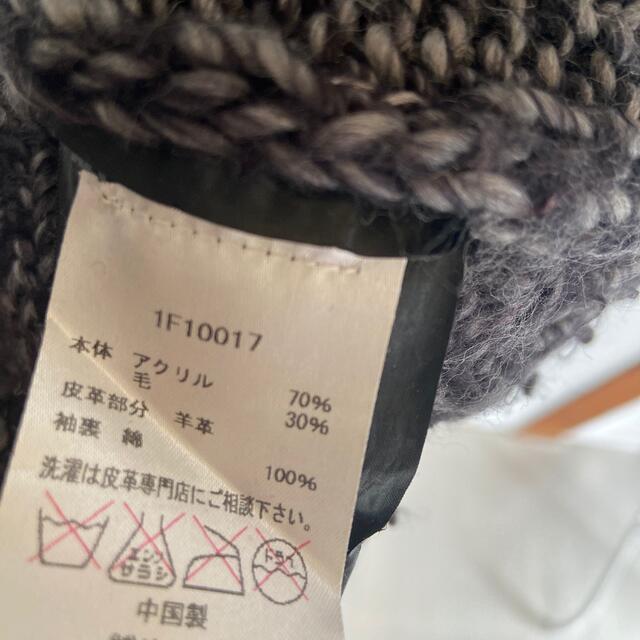 1F10017
本体 アクリル 70%
毛 30%
皮革部分 羊革
袖裏 綿 100%
洗濯は皮革専門店にご相談下さい。
エンソ サラシ ドライ
中国製